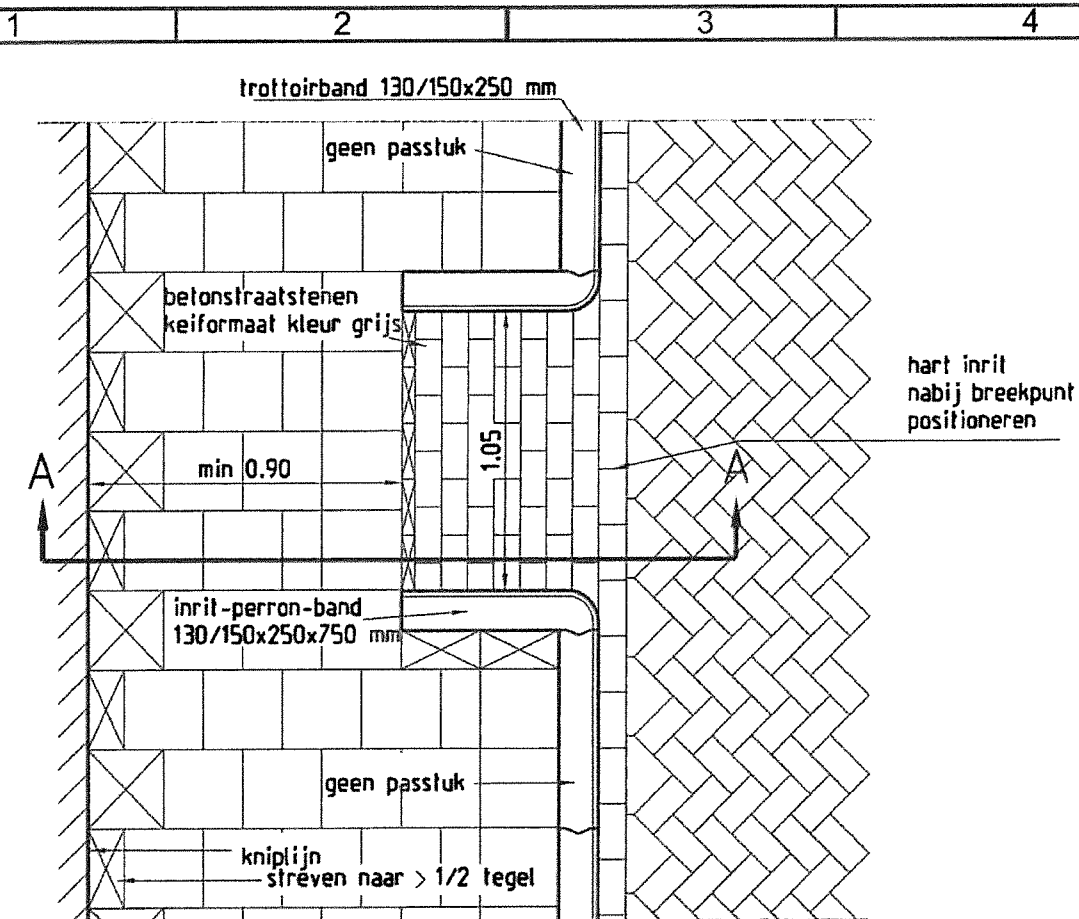 1 2 3 4
trottoirband 130/150x250 mm
geen passtuk
betonstraatstenen
keiformaat kleur grijs
hart inrit
nabij breekpunt
positioneren
1.05
A
min 0.90
A
inrit-perron-band
130/150x250x750 mm
geen passtuk
kniplijn
streven naar > 1/2 tegel